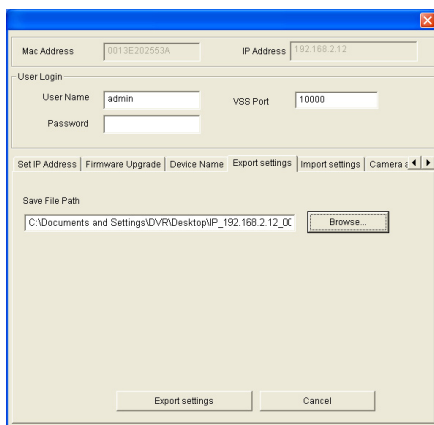 Mac Address 0013E202553A IP Address 192.168.2.12
User Login
User Name admin VSS Port 10000
Password
Set IP Address Firmware Upgrade Device Name Export settings Import settings Camera a
Save File Path
C:\Documents and Settings\DVR\Desktop\IP_192.168.2.12_0C Browse...
Export settings Cancel